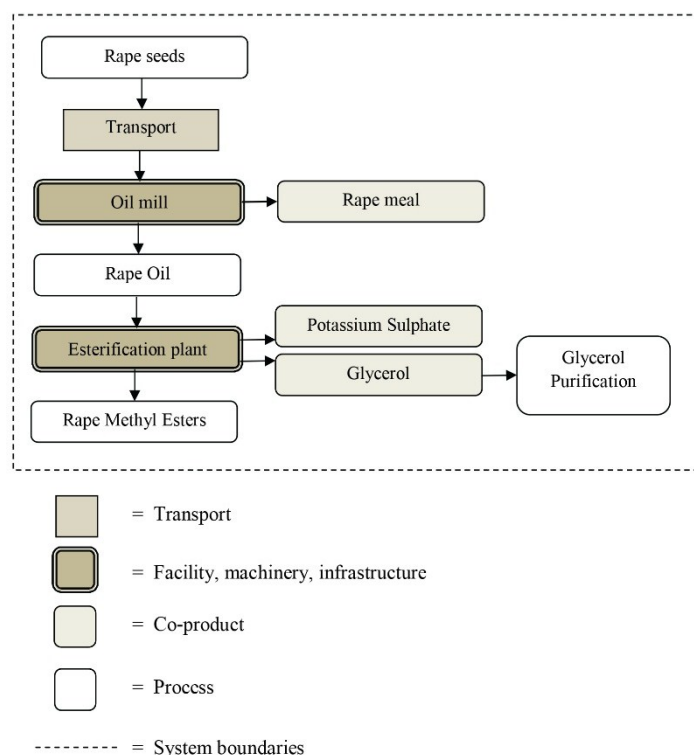 Rape seeds
Transport
Oil mill
Rape meal
Rape Oil
Potassium Sulphate
Esterification plant
Glycerol
Glycerol
Purification
Rape Methyl Esters
= Transport
= Facility, machinery, infrastructure
= Co-product
= Process
= System boundaries